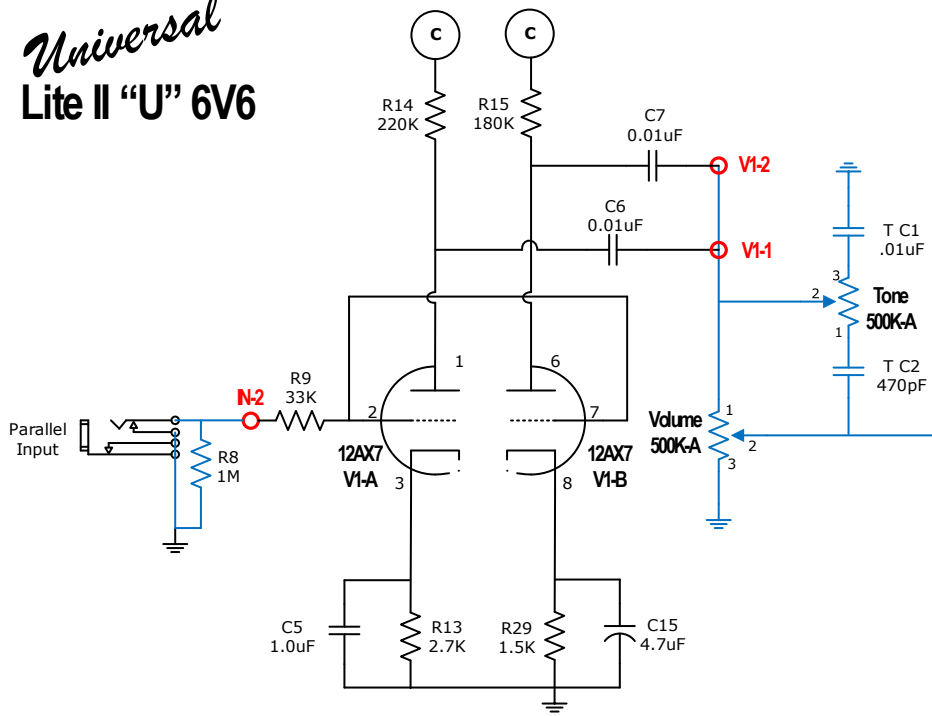 Universal
Lite II “U” 6V6
C
C
R14
220K
R15
180K
C7
0.01uF
V1-2
C6
0.01uF
V1-1
T C1
.01uF
3
2
Tone
500K-A
1
T C2
470pF
1
6
IN-2
R9
33K
2
7
Volume
500K-A
1
2
3
Parallel
Input
R8
1M
12AX7
V1-A
12AX7
V1-B
3
8
C5
1.0uF
R13
2.7K
R29
1.5K
C15
4.7uF